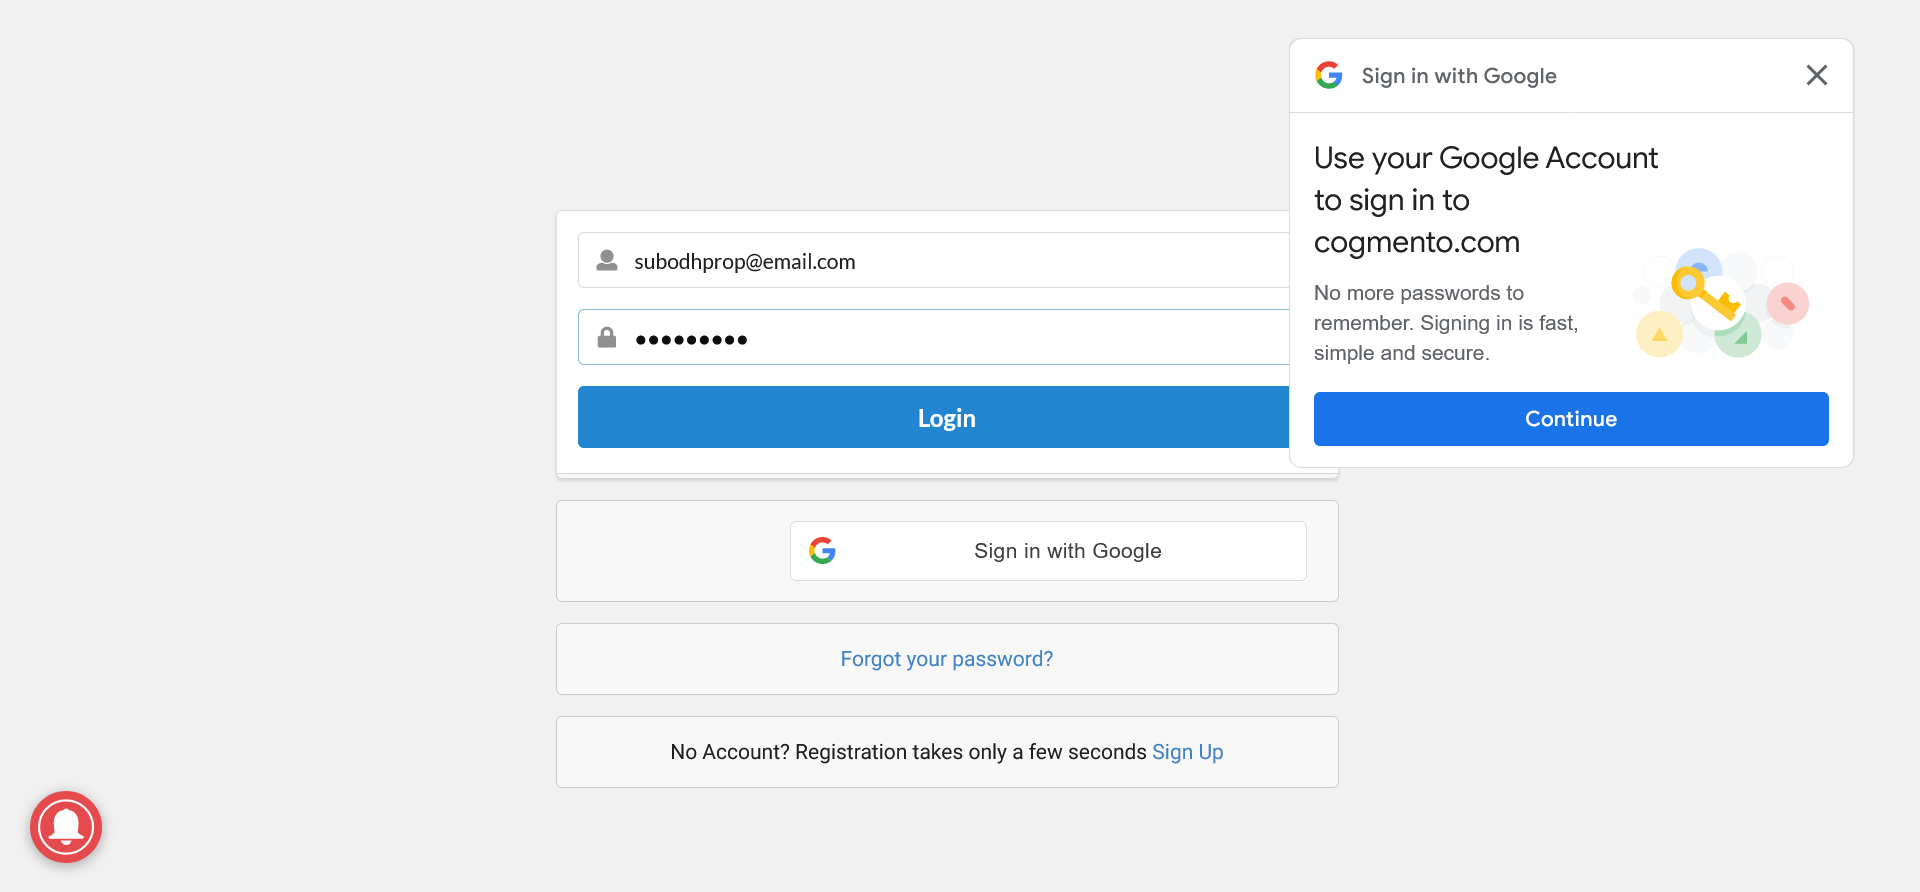 subodhprop@email.com
•••••••••
Login
Sign in with Google
Forgot your password?
No Account? Registration takes only a few seconds Sign Up
Sign in with Google
Use your Google Account
to sign in to
cogmento.com
No more passwords to
remember. Signing in is fast,
simple and secure.
Continue